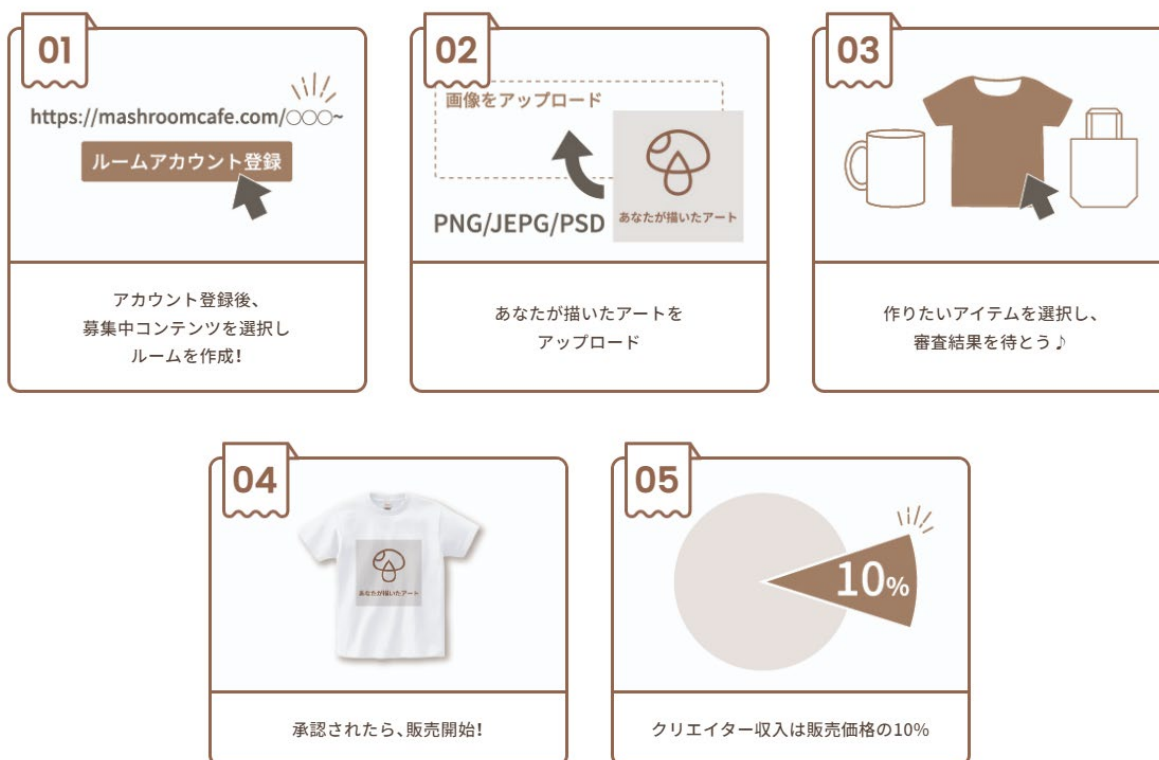 01
https://mashroomcafe.com/○○○~
ルームアカウント登録
アカウント登録後、
募集中コンテンツを選択し
ルームを作成!
02
画像をアップロード
PNG/JEPG/PSD
あなたが描いたアート
あなたが描いたアートを
アップロード
03
作りたいアイテムを選択し、
審査結果を待とう♪
04
あなたが描いたアート
承認されたら、販売開始!
05
10%
クリエイター収入は販売価格の10%